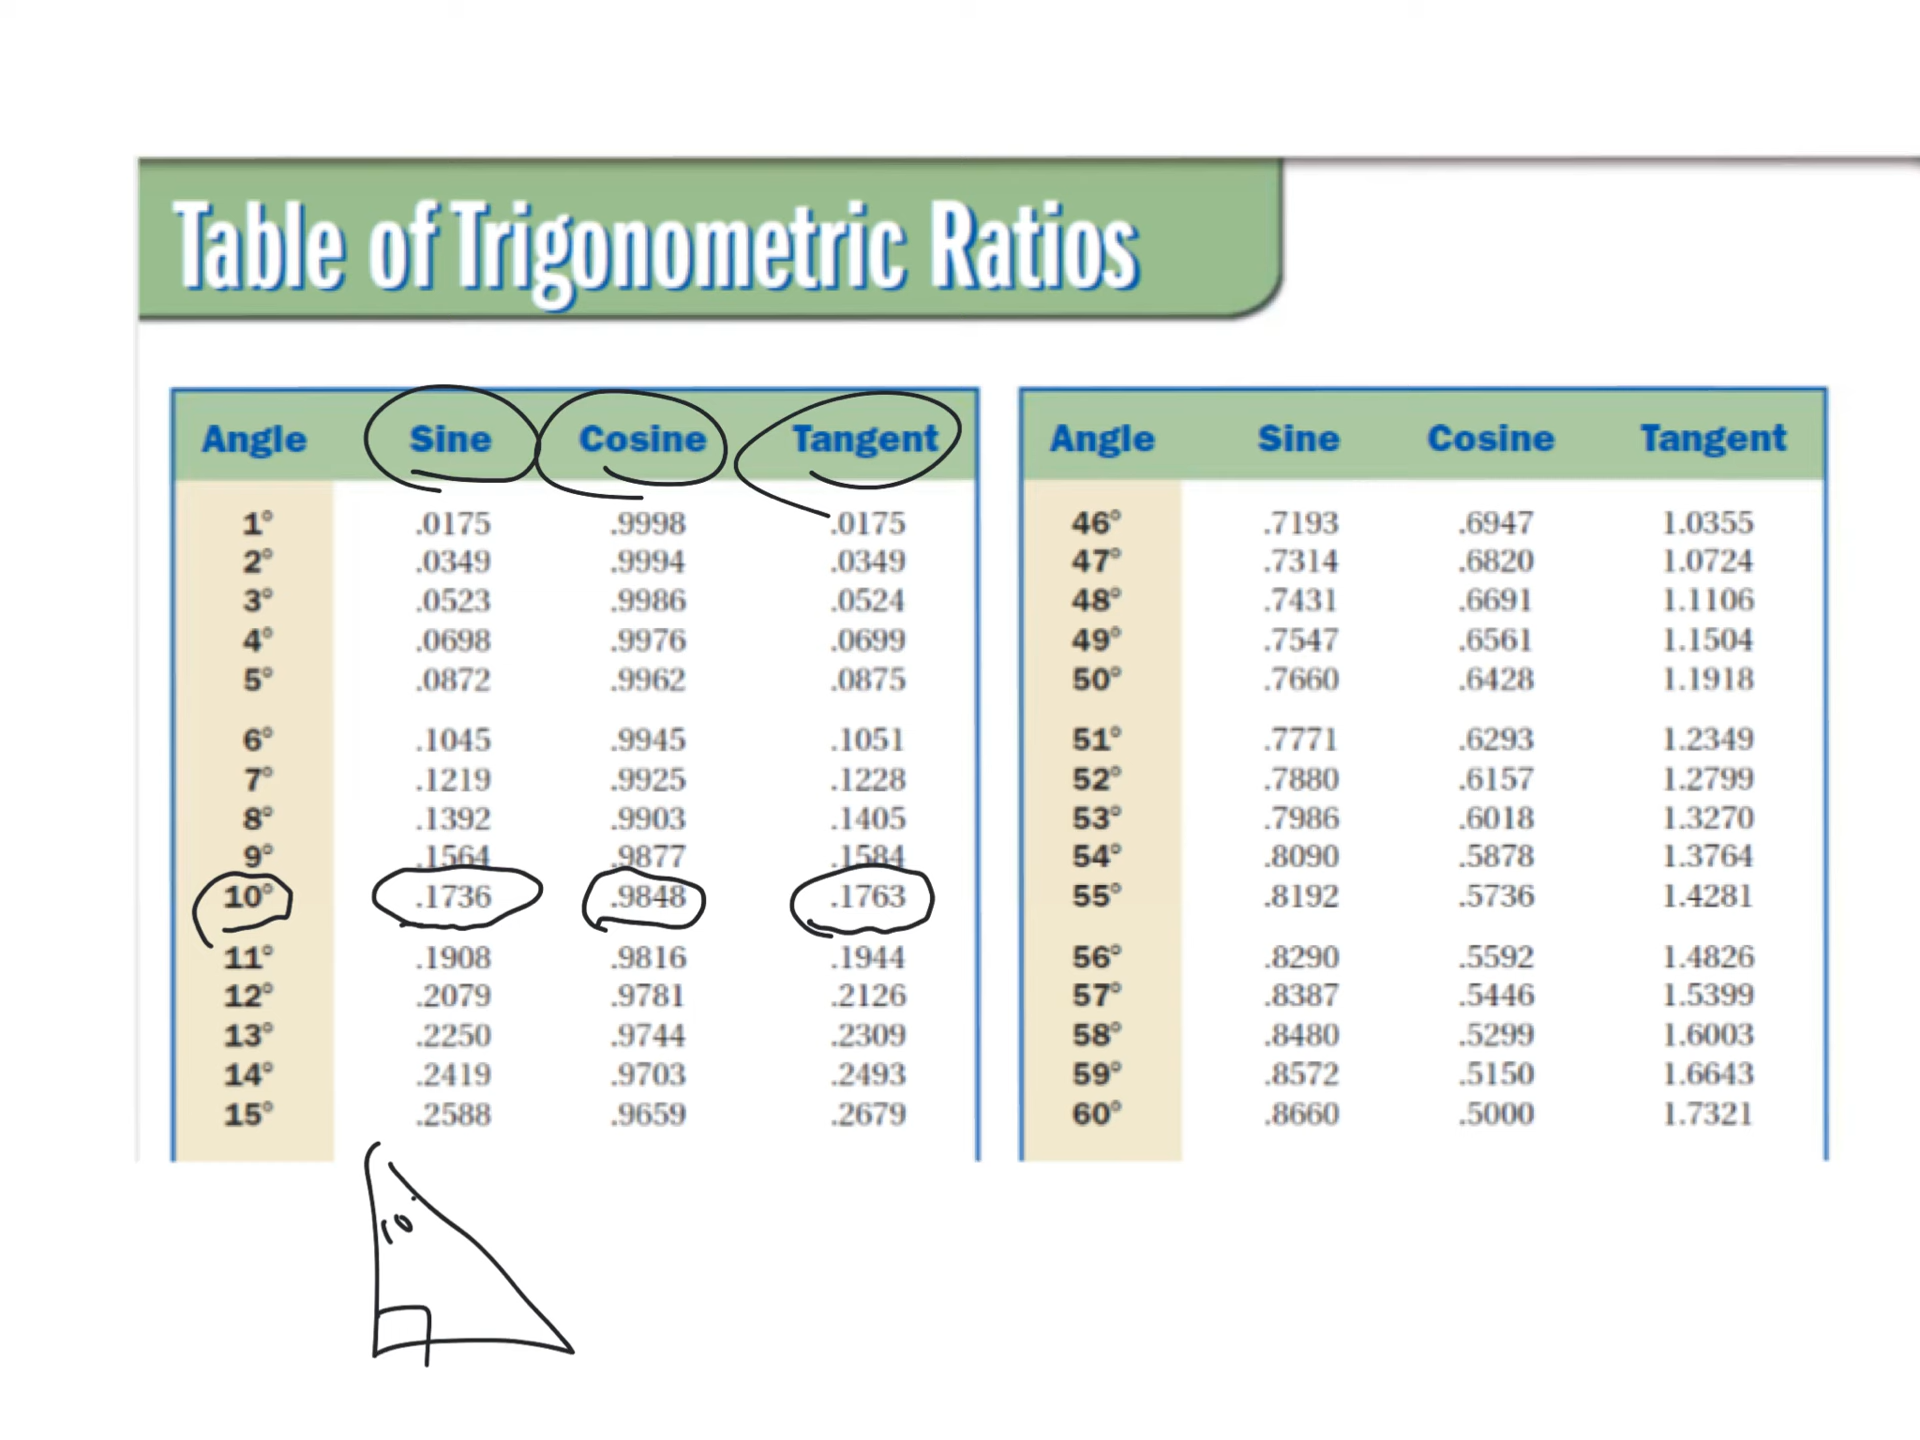 Table of Trigonometric Ratios
Angle Sine Cosine Tangent
1° .0175 .9998 .0175
2° .0349 .9994 .0349
3° .0523 .9986 .0524
4° .0698 .9976 .0699
5° .0872 .9962 .0875
6° .1045 .9945 .1051
7° .1219 .9925 .1228
8° .1392 .9903 .1405
9° .1564 .9877 .1584
10° .1736 .9848 .1763
11° .1908 .9816 .1944
12° .2079 .9781 .2126
13° .2250 .9744 .2309
14° .2419 .9703 .2493
15° .2588 .9659 .2679
Angle Sine Cosine Tangent
46° .7193 .6947 1.0355
47° .7314 .6820 1.0724
48° .7431 .6691 1.1106
49° .7547 .6561 1.1504
50° .7660 .6428 1.1918
51° .7771 .6293 1.2349
52° .7880 .6157 1.2799
53° .7986 .6018 1.3270
54° .8090 .5878 1.3764
55° .8192 .5736 1.4281
56° .8290 .5592 1.4826
57° .8387 .5446 1.5399
58° .8480 .5299 1.6003
59° .8572 .5150 1.6643
60° .8660 .5000 1.7321
10°